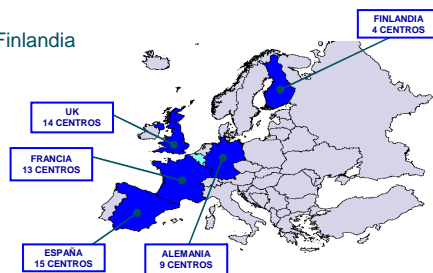 Finlandia
FINLANDIA
4 CENTROS
UK
14 CENTROS
FRANCIA
13 CENTROS
ESPAÑA
15 CENTROS
ALEMANIA
9 CENTROS